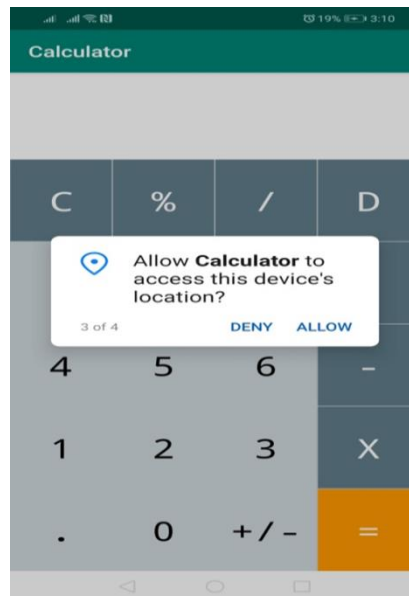 19% 3:10
Calculator
C % / D
Allow Calculator to
access this device's
location?
3 of 4 DENY ALLOW
4 5 6 -
1 2 3 X
. 0 +/- =